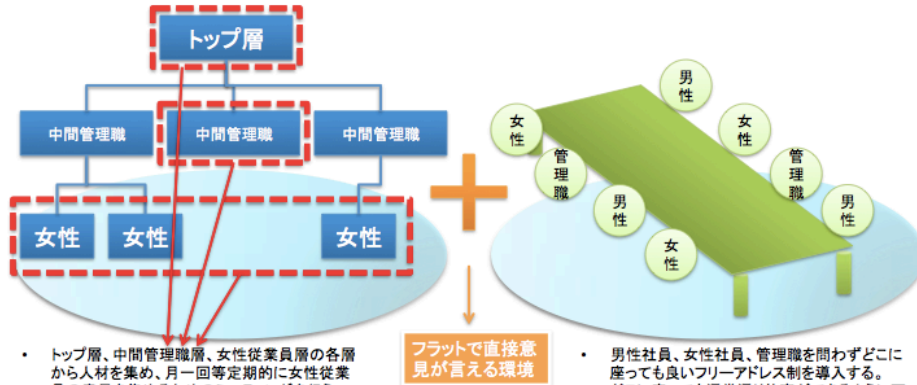 トップ層
中間管理職
中間管理職
中間管理職
女性
女性
女性
男性
女性
女性
管理職
管理職
男性
男性
女性
フラットで直接意
見が言える環境
• トップ層、中間管理職層、女性従業員層の各層
から人材を集め、月一回等定期的に女性従業
• 男性社員、女性社員、管理職を問わずどこに
座っても良いフリーアドレス制を導入する。